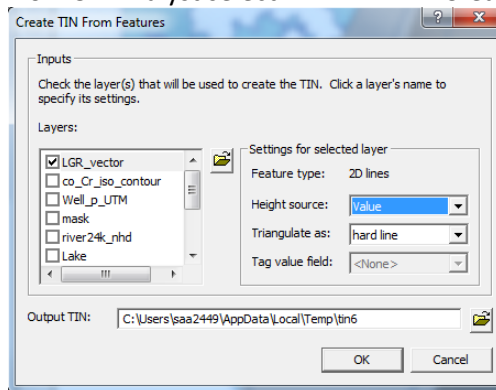 Create TIN From Features
Inputs
Check the layer(s) that will be used to create the TIN. Click a layer's name to
specify its settings.
Layers:
LGR_vector
co_Cr_iso_contour
Well_p_UTM
mask
river24k_nhd
Lake
Settings for selected layer
Feature type: 2D lines
Height source: Value
Triangulate as: hard line
Tag value field: <None>
Output TIN: C:\Users\saa2449\AppData\Local\Temp\tin6
OK Cancel